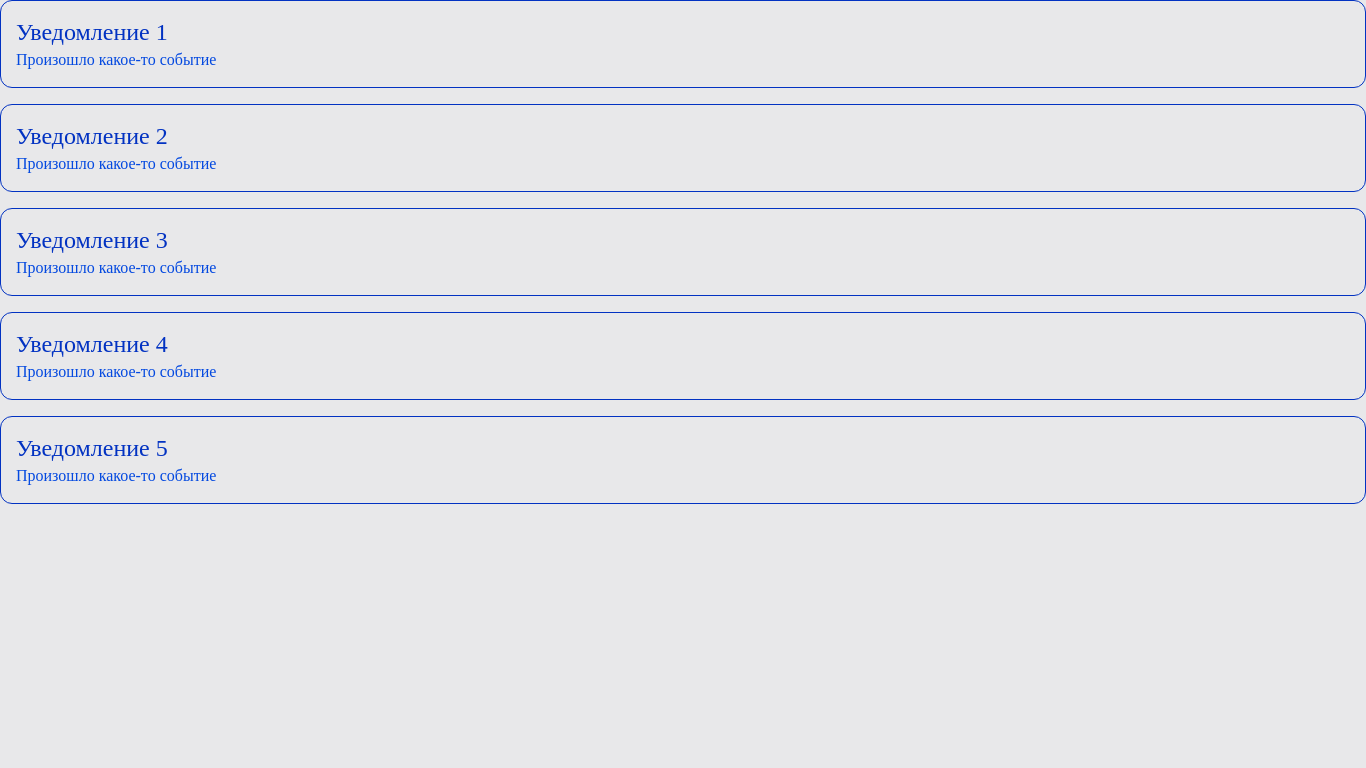 Уведомление 1
Произошло какое-то событие
Уведомление 2
Произошло какое-то событие
Уведомление 3
Произошло какое-то событие
Уведомление 4
Произошло какое-то событие
Уведомление 5
Произошло какое-то событие